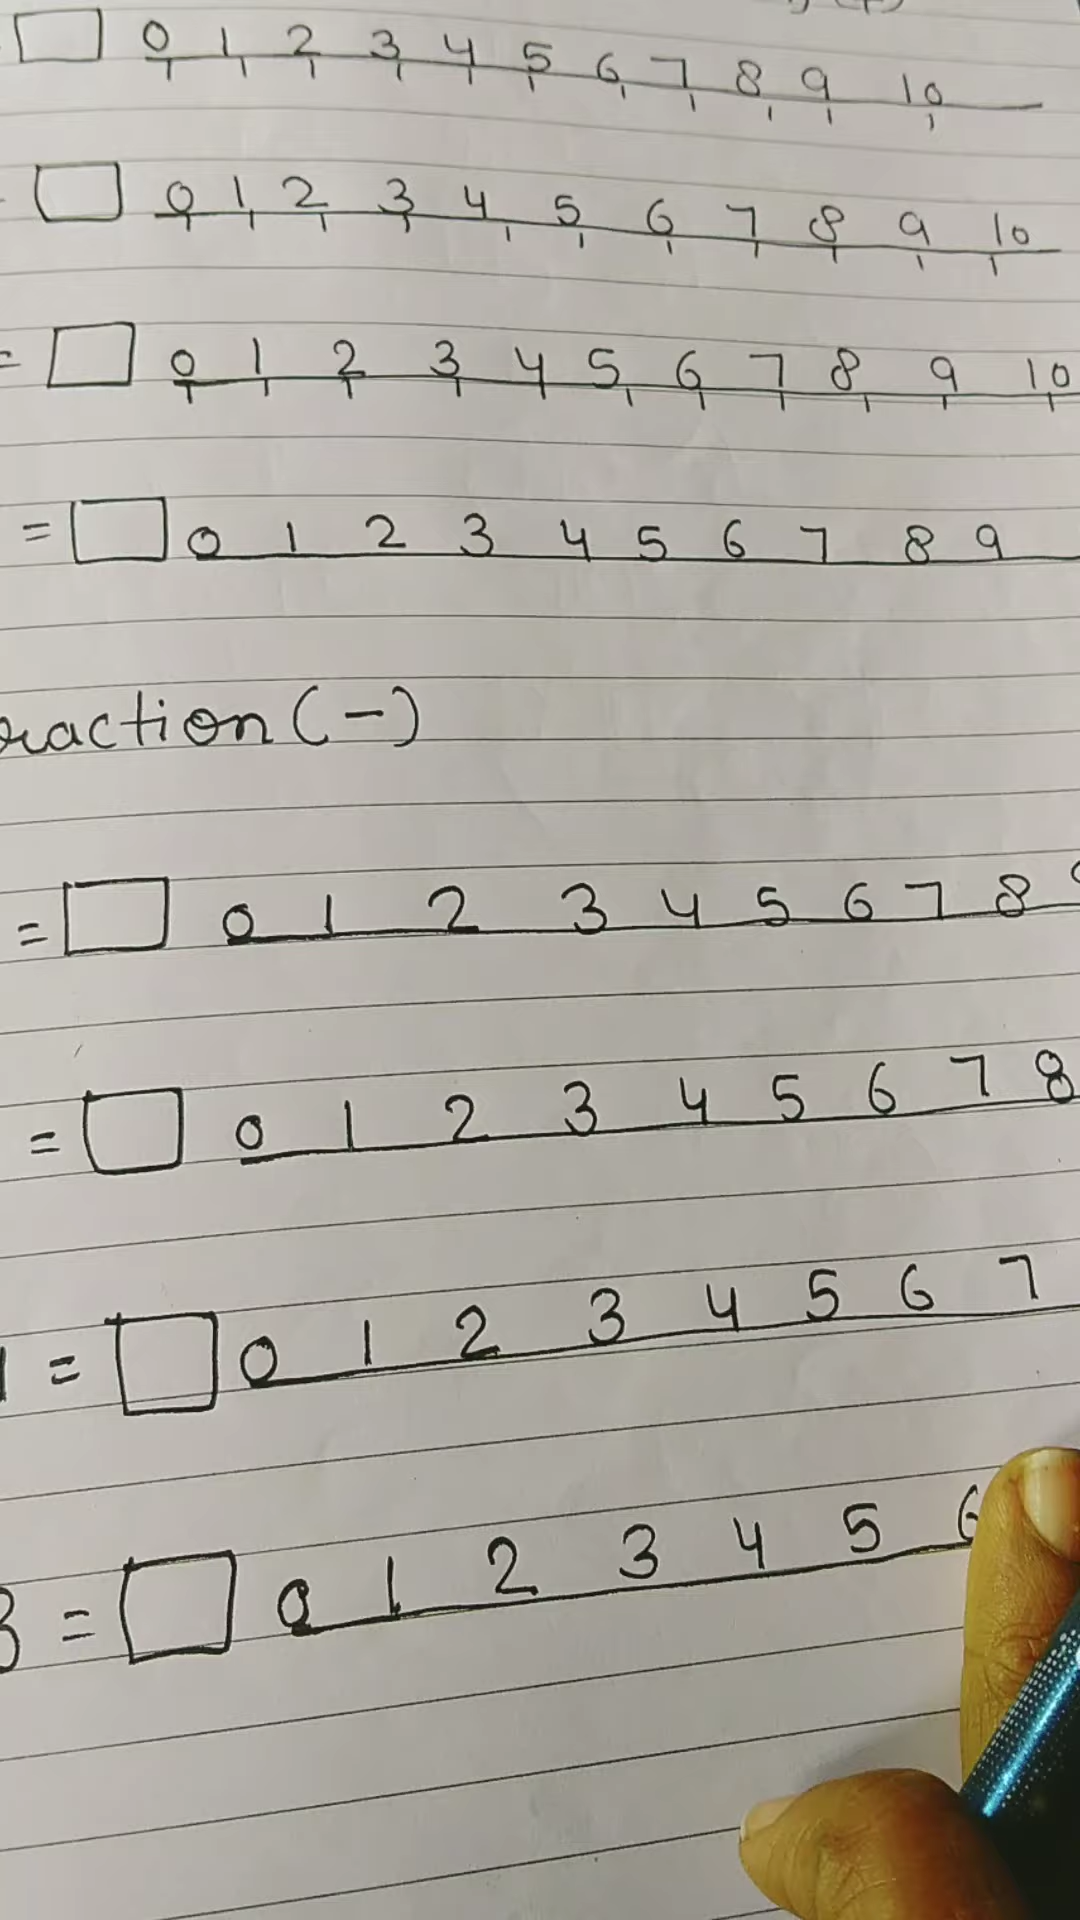 0 1 2 3 4 5 6 7 8 9 10
0 1 2 3 4 5 6 7 8 9 10
= 0 1 2 3 4 5 6 7 8 9 10
= 0 1 2 3 4 5 6 7 8 9
raction (-)
= 0 1 2 3 4 5 6 7 8
= 0 1 2 3 4 5 6 7 8
= 0 1 2 3 4 5 6 7
3 = 0 1 2 3 4 5 6